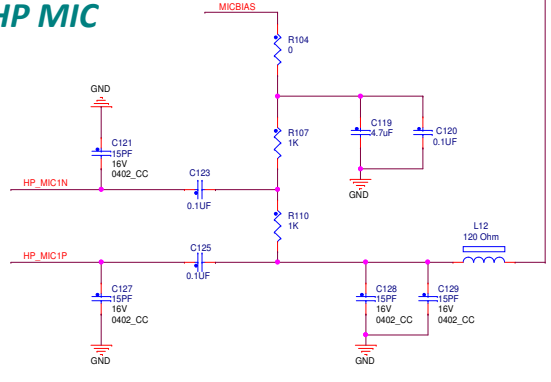 HP MIC
MICBIAS
R104
0
GND
C121
15PF
16V
0402_CC
R107
1K
C119
4.7uF
C120
0.1UF
GND
HP_MIC1N
C123
0.1UF
R110
1K
L12
120 Ohm
HP_MIC1P
C125
0.1UF
C127
15PF
16V
0402_CC
C128
15PF
16V
0402_CC
C129
15PF
16V
0402_CC
GND
GND